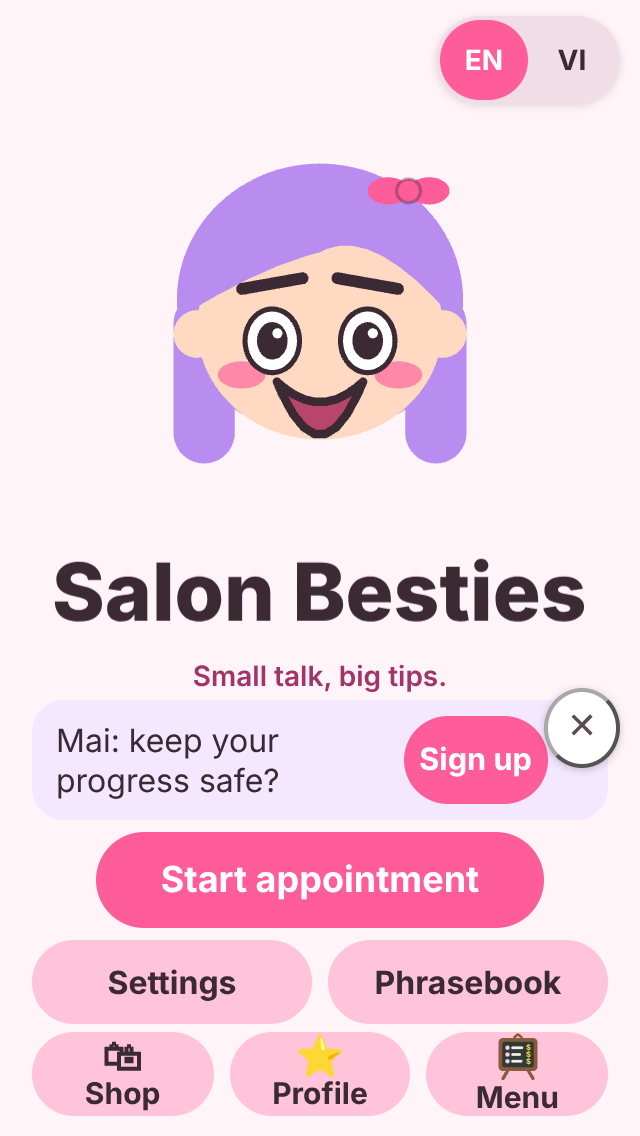 EN VI
Salon Besties
Small talk, big tips.
Mai: keep your
progress safe?
Sign up
Start appointment
Settings Phrasebook
Shop Profile Menu